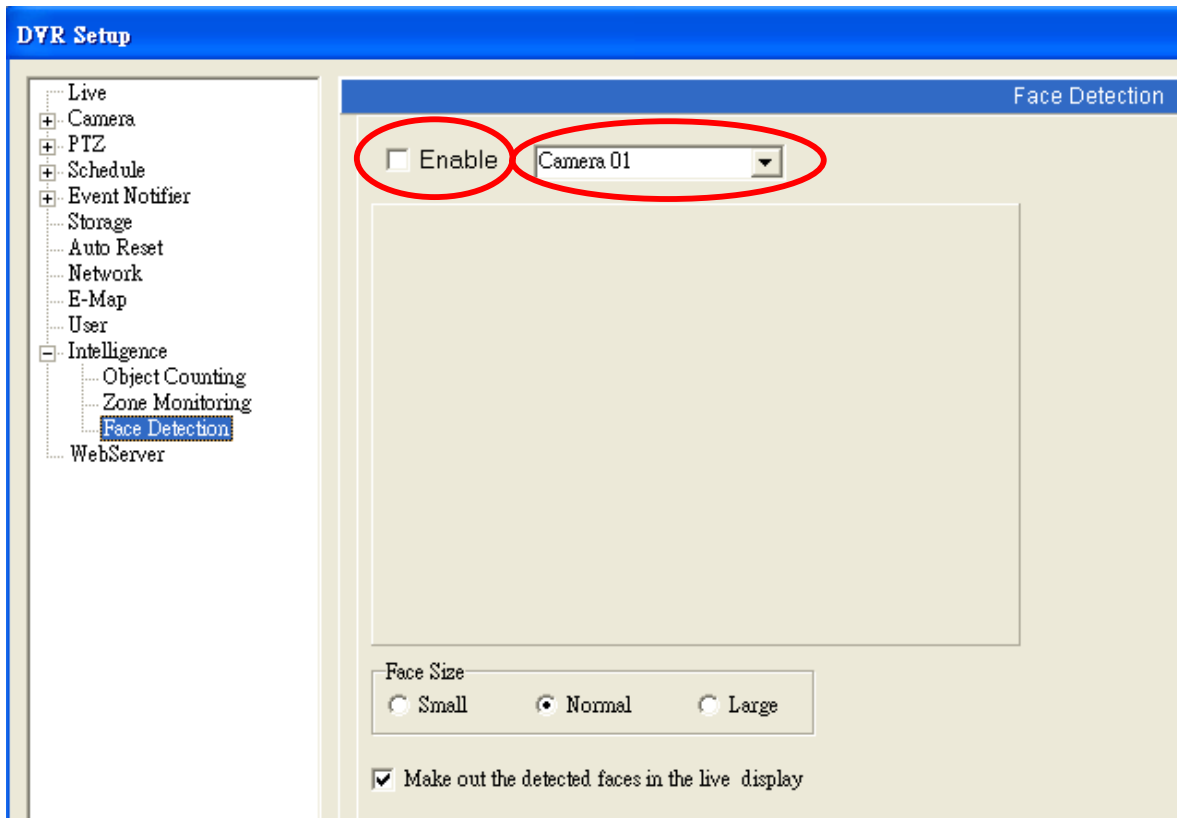 DVR Setup
Live
Camera
PTZ
Schedule
Event Notifier
Storage
Auto Reset
Network
E-Map
User
Intelligence
Object Counting
Zone Monitoring
Face Detection
WebServer
Face Detection
Enable
Camera 01
Face Size
Small
Normal
Large
Make out the detected faces in the live display